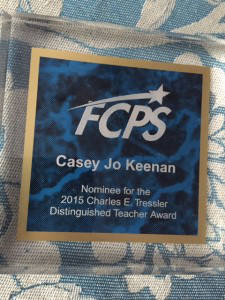 FCPS
Casey Jo Keenan
Nominee for the
2015 Charles E. Tressler
Distinguished Teacher Award